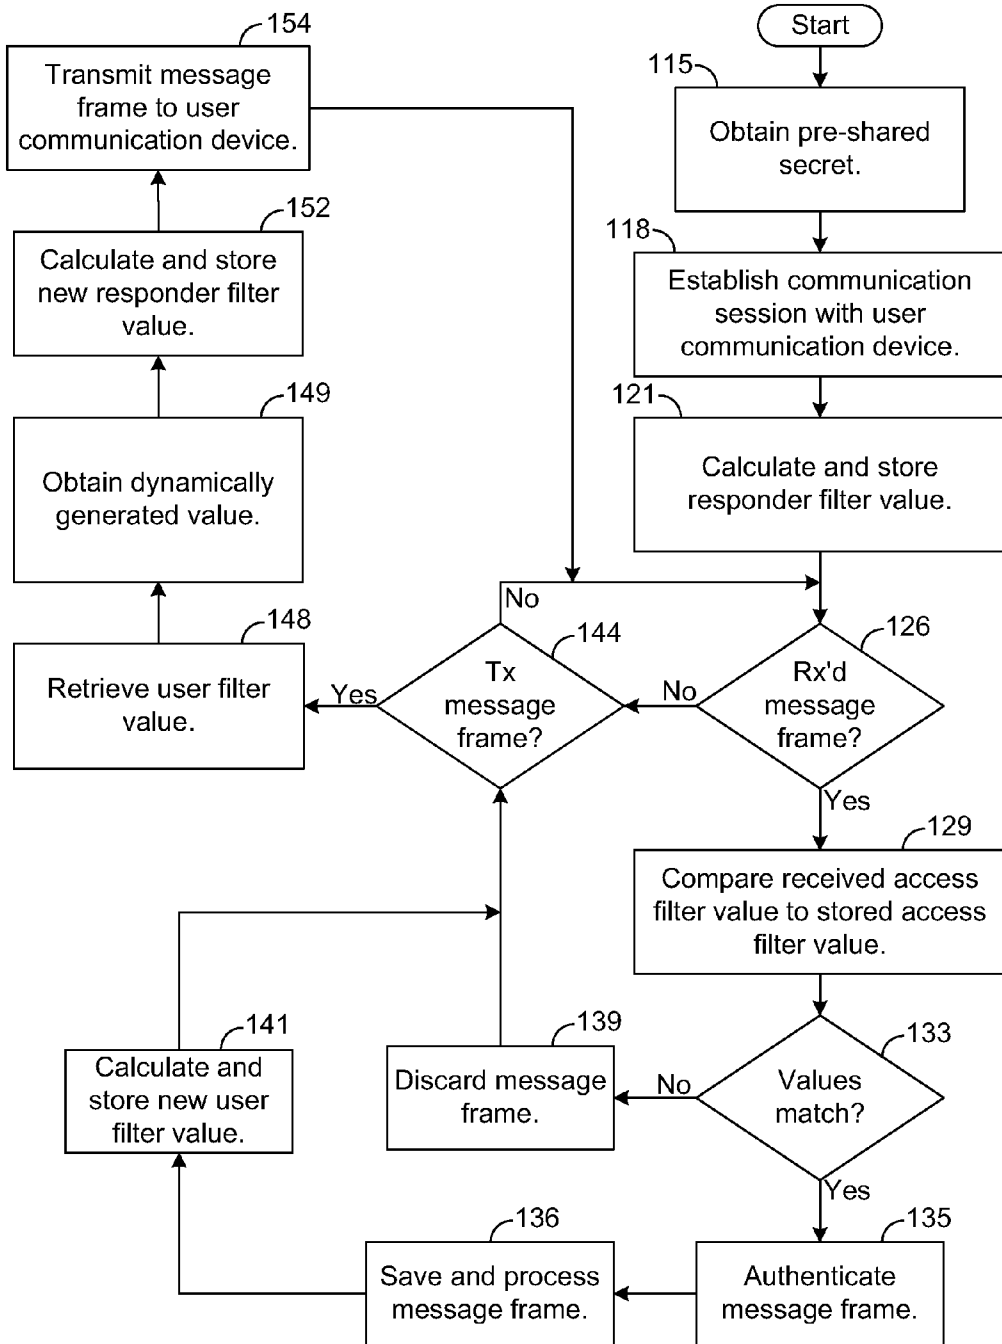 Start
115
Obtain pre-shared
secret.
118
Establish communication
session with user
communication device.
121
Calculate and store
responder filter value.
126
Rx'd
message
frame?
No
Yes
129
Compare received access
filter value to stored access
filter value.
133
Values
match?
No
Yes
135
Authenticate
message frame.
136
Save and process
message frame.
139
Discard message
frame.
141
Calculate and
store new user
filter value.
144
Tx
message
frame?
No
Yes
148
Retrieve user filter
value.
149
Obtain dynamically
generated value.
152
Calculate and store
new responder filter
value.
154
Transmit message
frame to user
communication device.